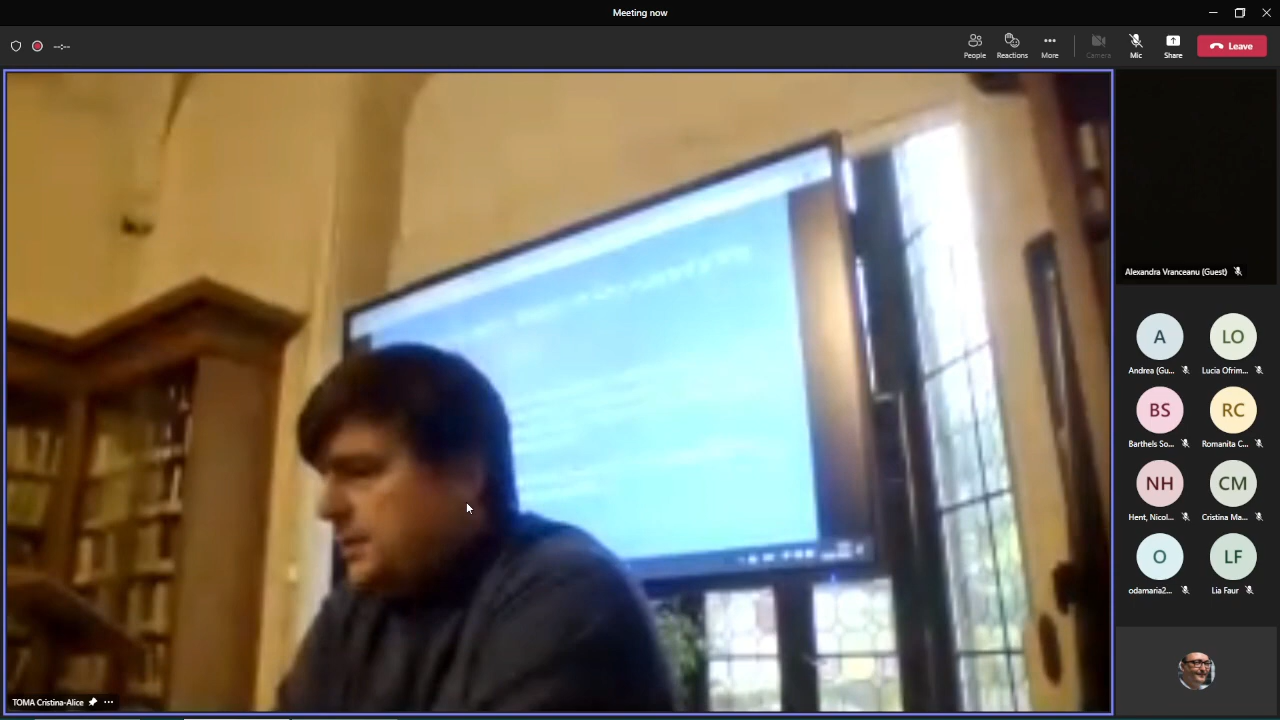 Meeting now
--:--
People
Reactions
More
Camera
Mic
Share
Leave
Alexandra Vranceanu (Guest)
A
LO
Andrea (Gu...
Lucia Ofrim...
BS
RC
Barthels So...
Romanita C...
NH
CM
Hent, Nicol...
Cristina Ma...
O
LF
odamaria2...
Lia Faur
TOMA Cristina-Alice